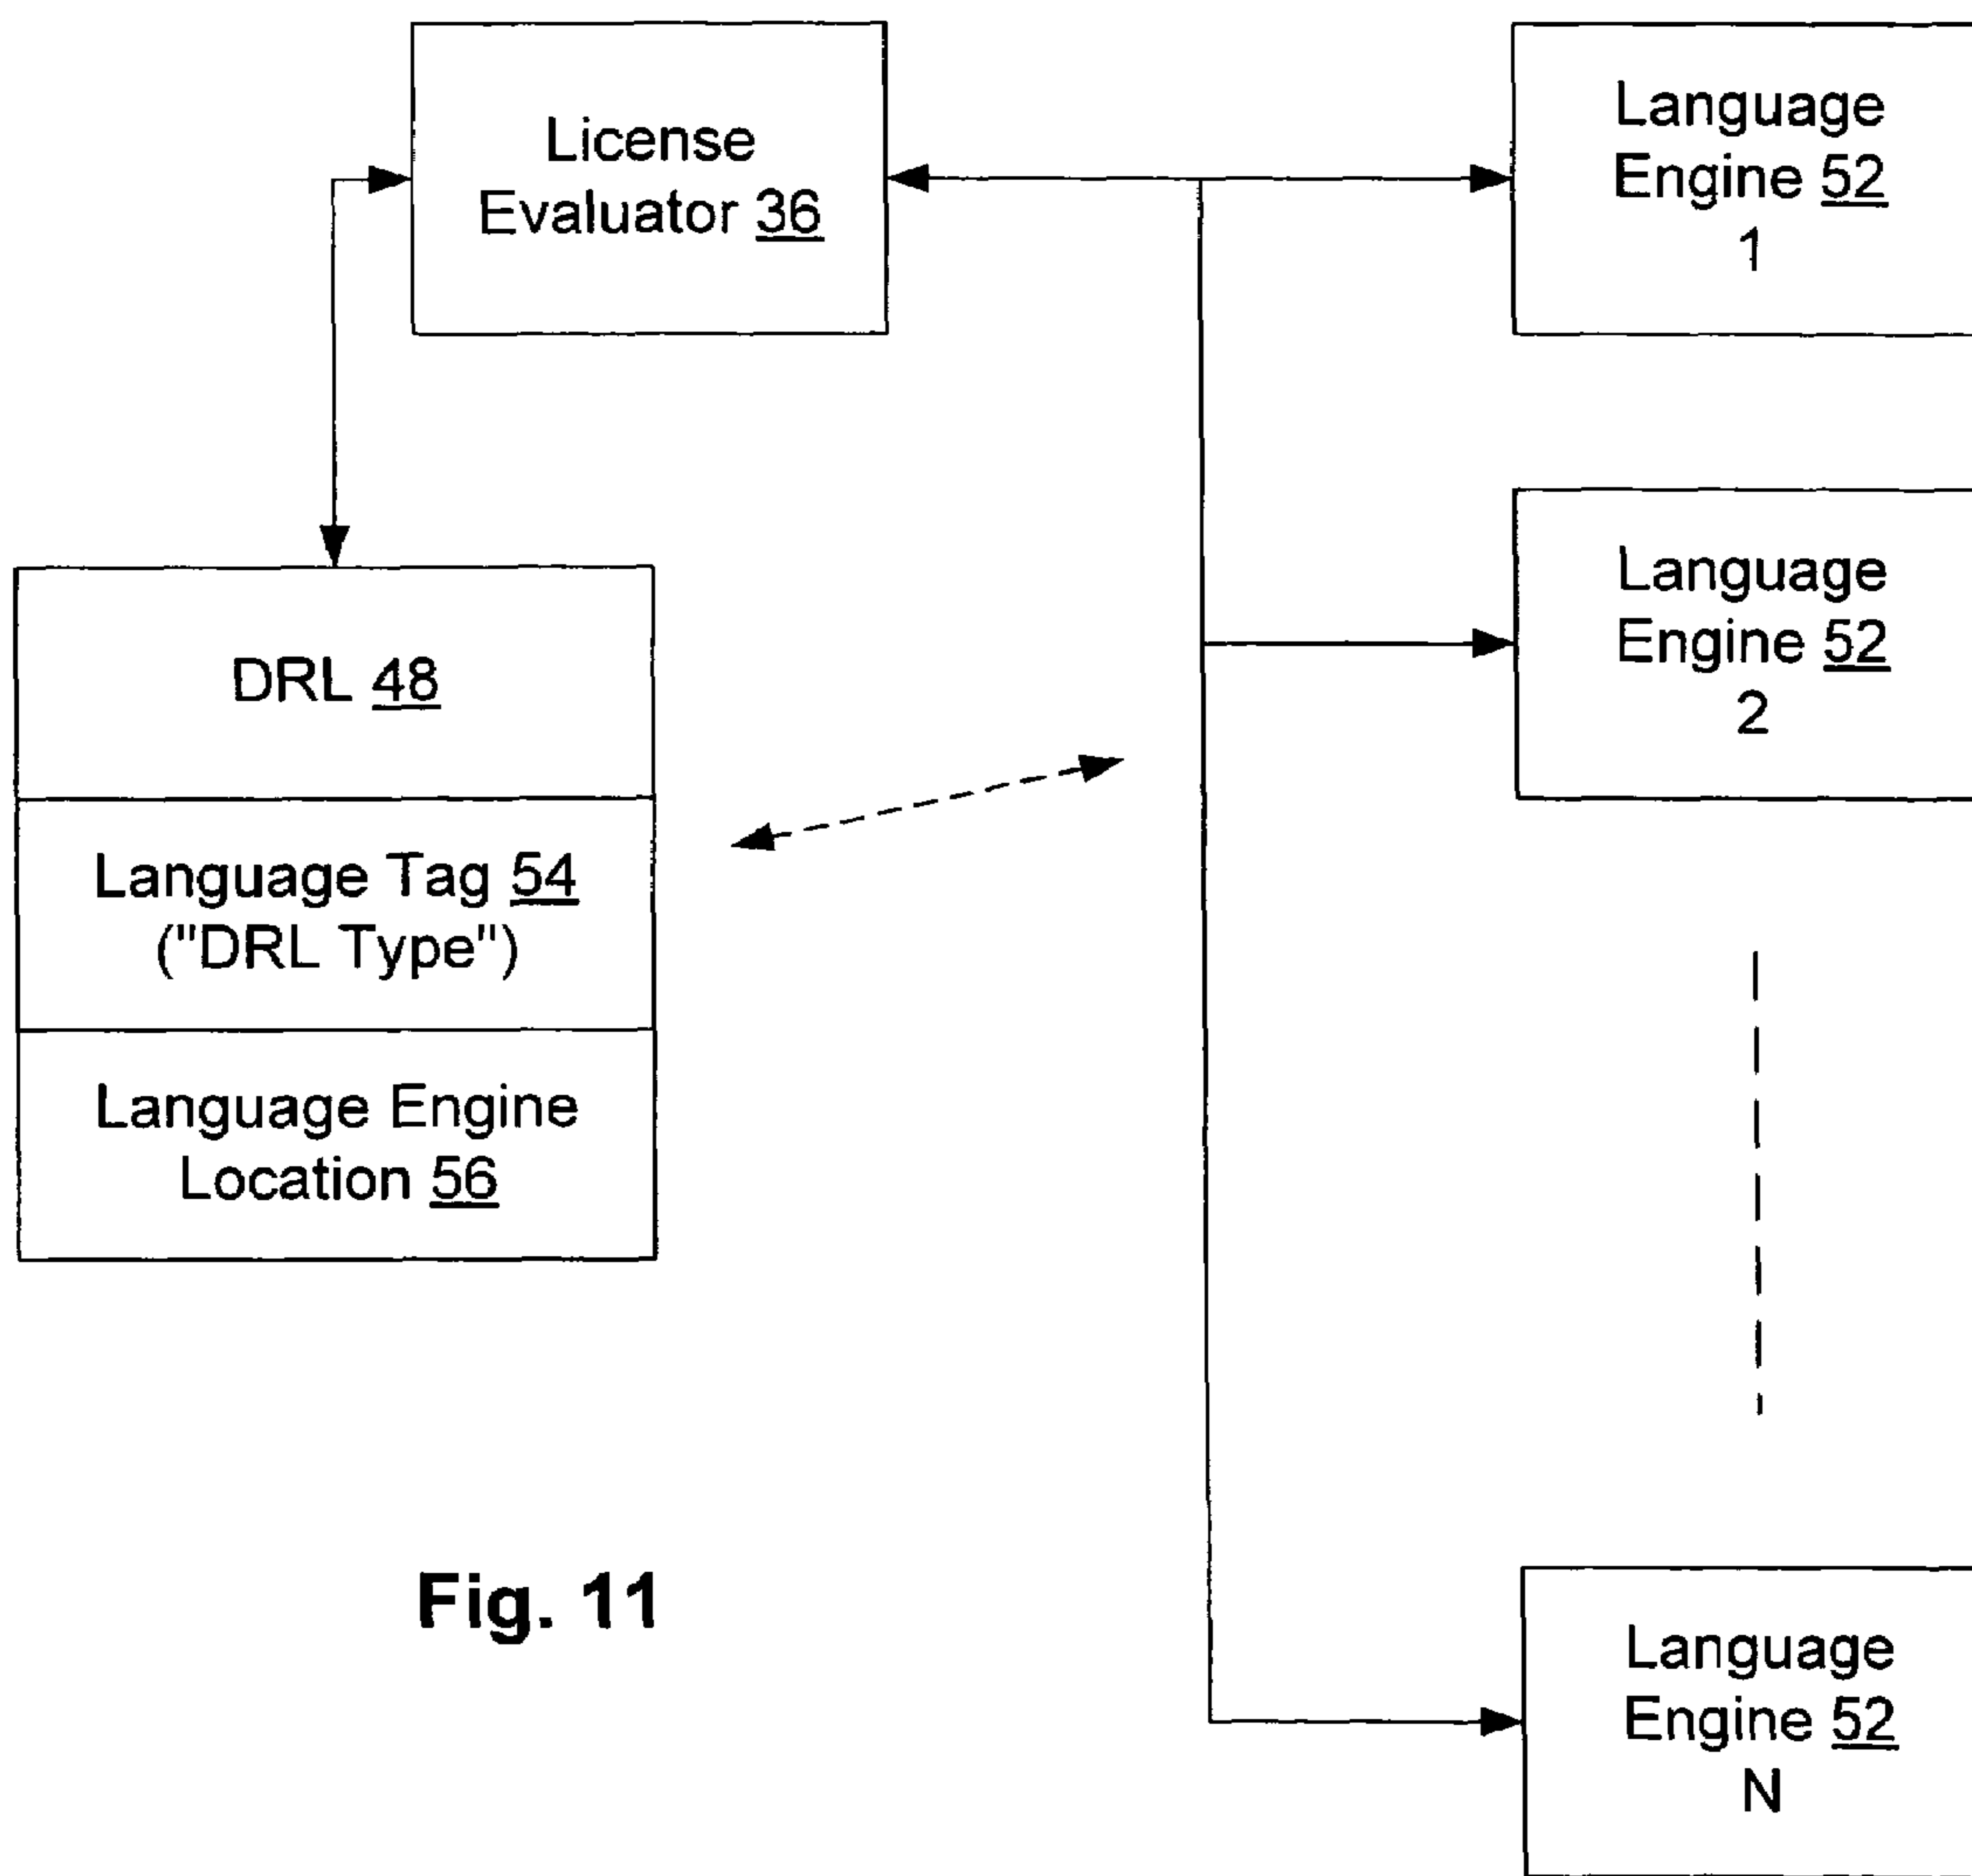 License
Evaluator 36
Language
Engine 52
1
Language
Engine 52
2
DRL 48
Language Tag 54
("DRL Type")
Language Engine
Location 56
Fig. 11
Language
Engine 52
N